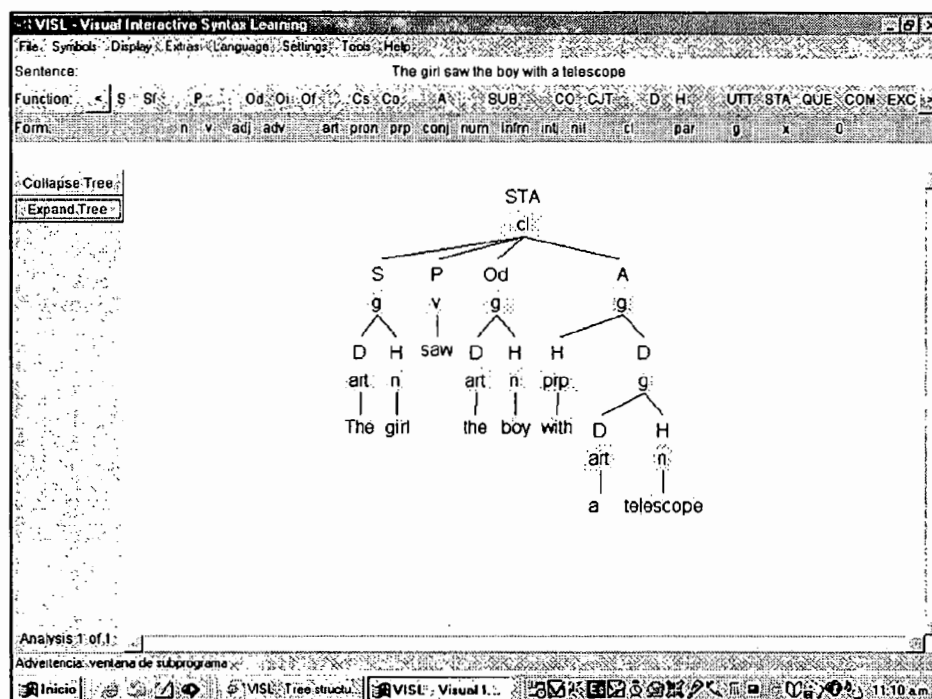 VISL - Visual Interactive Syntax Learning
File Symbols Display Extras Language Settings Tools Help
Sentence: The girl saw the boy with a telescope
Function: < S Sf P Od Oi Of Cs Co A SUB CO CJT D H UTT STA QUE COM EXC >
Form: n v adj adv art pron prp conj num infm intj nil cl par g x 0
Collapse Tree
Expand Tree
STA
cl
S P Od A
g v g g
D H saw D H H D
art n art n prp g
The girl the boy with D H
art n
a telescope
Analysis 1 of 1
Advertencia: ventana de subprograma
Inicio VISL - Tree structu... VISL - Visual I... 11:10 am